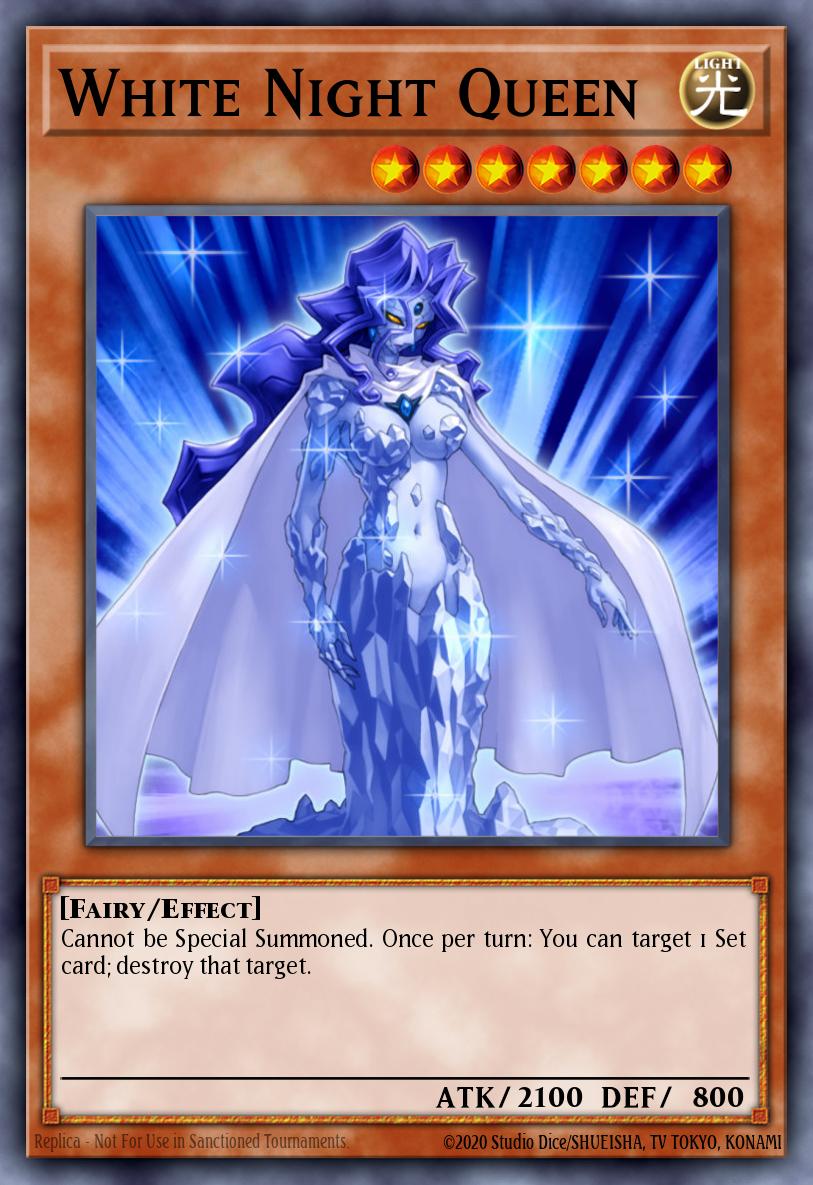 White Night Queen
LIGHT
光
[Fairy/Effect]
Cannot be Special Summoned. Once per turn: You can target 1 Set
card; destroy that target.
ATK/2100 DEF/ 800
Replica - Not For Use in Sanctioned Tournaments.
©2020 Studio Dice/SHUEISHA, TV TOKYO, KONAMI